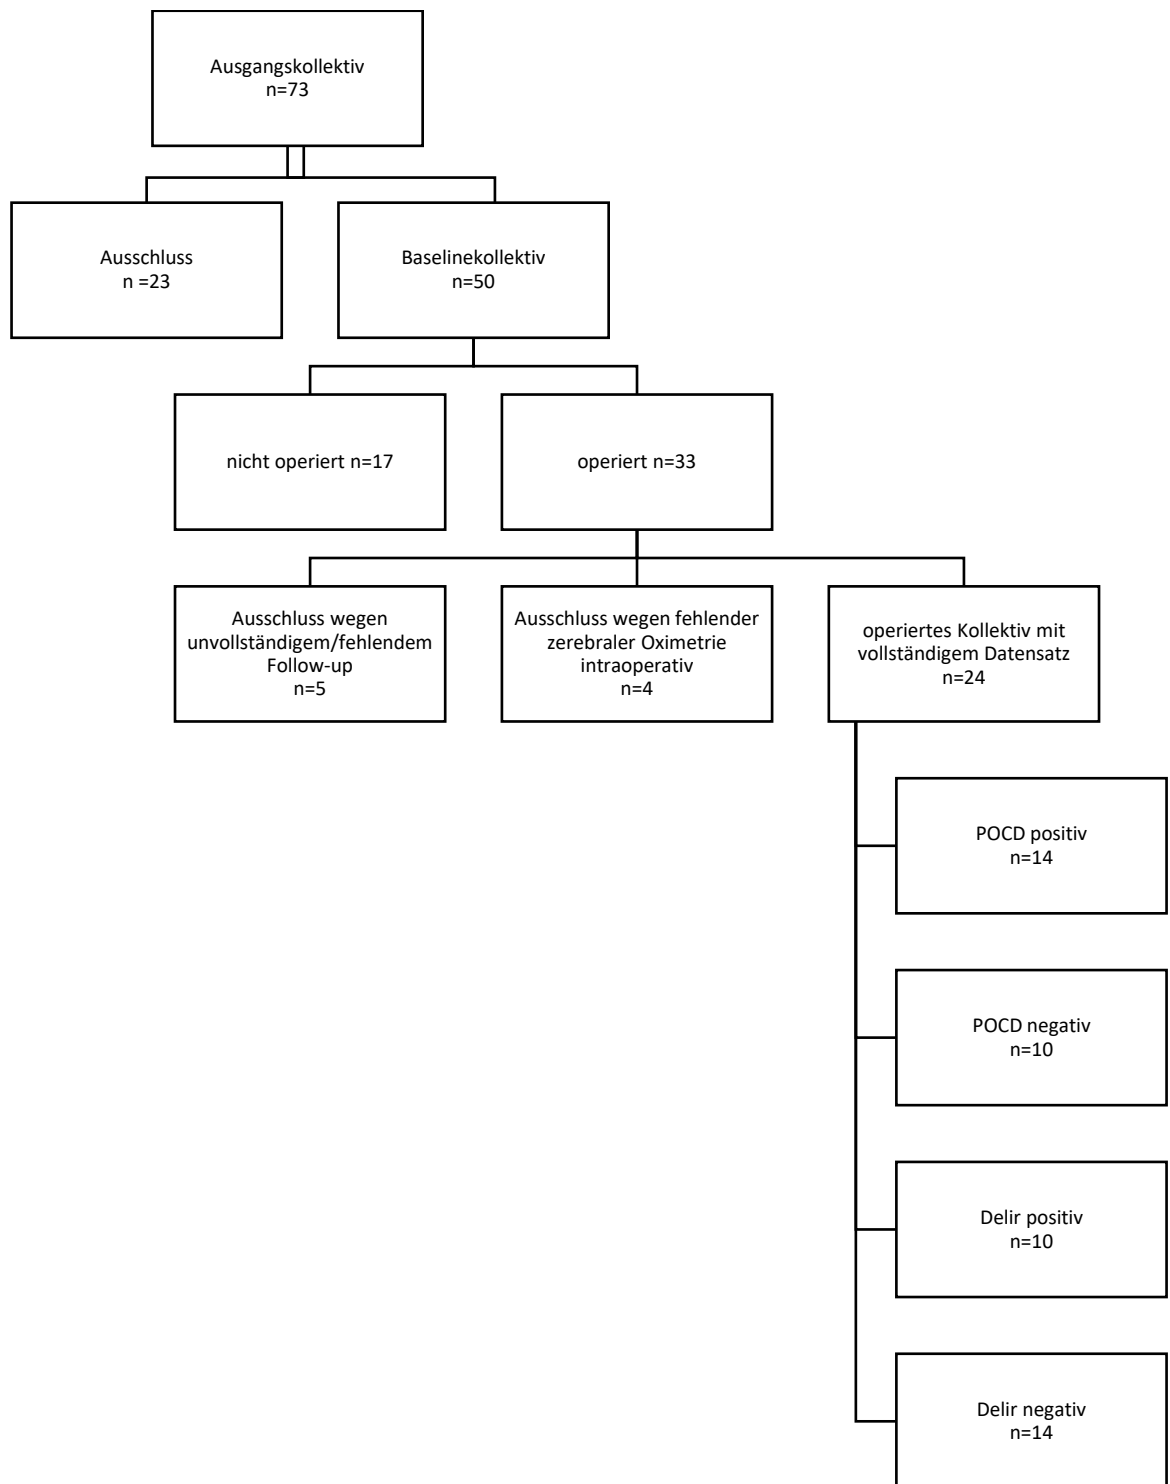 Ausgangskollektiv
n=73
Ausschluss
n =23
Baselinekollektiv
n=50
nicht operiert n=17
operiert n=33
Ausschluss wegen
unvollständigem/fehlendem
Follow-up
n=5
Ausschluss wegen fehlender
zerebraler Oximetrie
intraoperativ
n=4
operiertes Kollektiv mit
vollständigem Datensatz
n=24
POCD positiv
n=14
POCD negativ
n=10
Delir positiv
n=10
Delir negativ
n=14